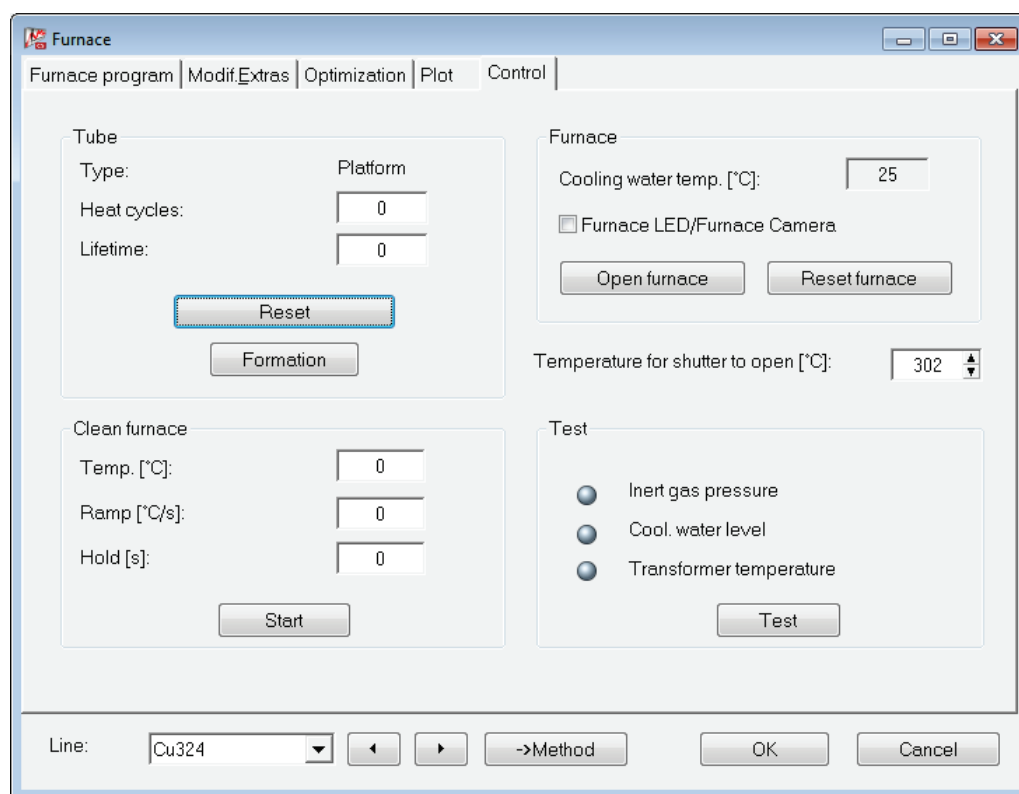 Furnace
Furnace program Modif.Extras Optimization Plot Control
Tube
Type: Platform
Heat cycles: 0
Lifetime: 0
Reset
Formation
Furnace
Cooling water temp. [°C]: 25
Furnace LED/Furnace Camera
Open furnace Reset furnace
Temperature for shutter to open [°C]: 302
Clean furnace
Temp. [°C]: 0
Ramp [°C/s]: 0
Hold [s]: 0
Start
Test
Inert gas pressure
Cool. water level
Transformer temperature
Test
Line: Cu324 ->Method OK Cancel